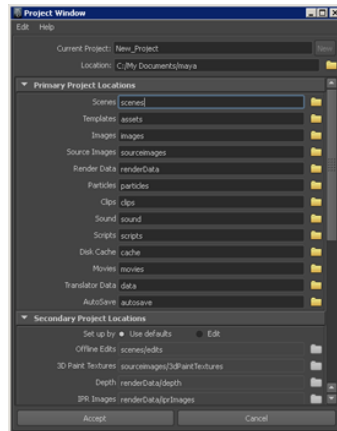 Project Window
Edit Help
Current Project: New_Project New
Location: C:/My Documents/maya
Primary Project Locations
Scenes scenes
Templates assets
Images images
Source Images sourceimages
Render Data renderData
Particles particles
Clips clips
Sound sound
Scripts scripts
Disk Cache cache
Movies movies
Translator Data data
AutoSave autosave
Secondary Project Locations
Set up by Use defaults Edit
Offline Edits scenes/edits
3D Paint Textures sourceimages/3dPaintTextures
Depth renderData/depth
IPR Images renderData/iprImages
Accept Cancel